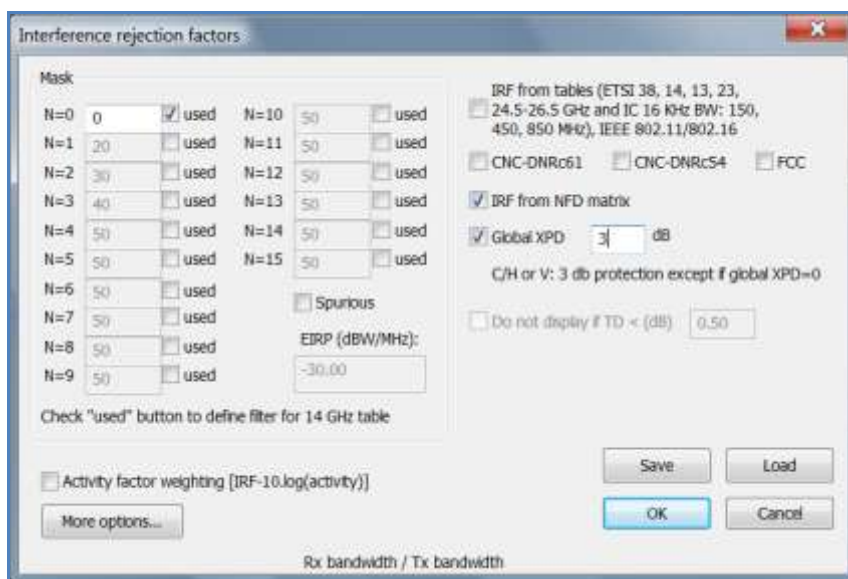 Interference rejection factors
Mask
N=0 0 used N=10 50 used
N=1 20 used N=11 50 used
N=2 30 used N=12 50 used
N=3 40 used N=13 50 used
N=4 50 used N=14 50 used
N=5 50 used N=15 50 used
N=6 50 used
N=7 50 used
N=8 50 used
N=9 50 used
Spurious
EIRP (dBW/MHz):
-30.00
Check "used" button to define filter for 14 GHz table
IRF from tables (ETSI 38, 14, 13, 23,
24.5-26.5 GHz and IC 16 KHz BW: 150,
450, 850 MHz), IEEE 802.11/802.16
CNC-DNRc61 CNC-DNRc54 FCC
IRF from NFD matrix
Global XPD 3 dB
C/H or V: 3 db protection except if global XPD=0
Do not display if TD < (dB) 0.50
Activity factor weighting [IRF-10.log(activity)]
More options...
Save Load
OK Cancel
Rx bandwidth / Tx bandwidth